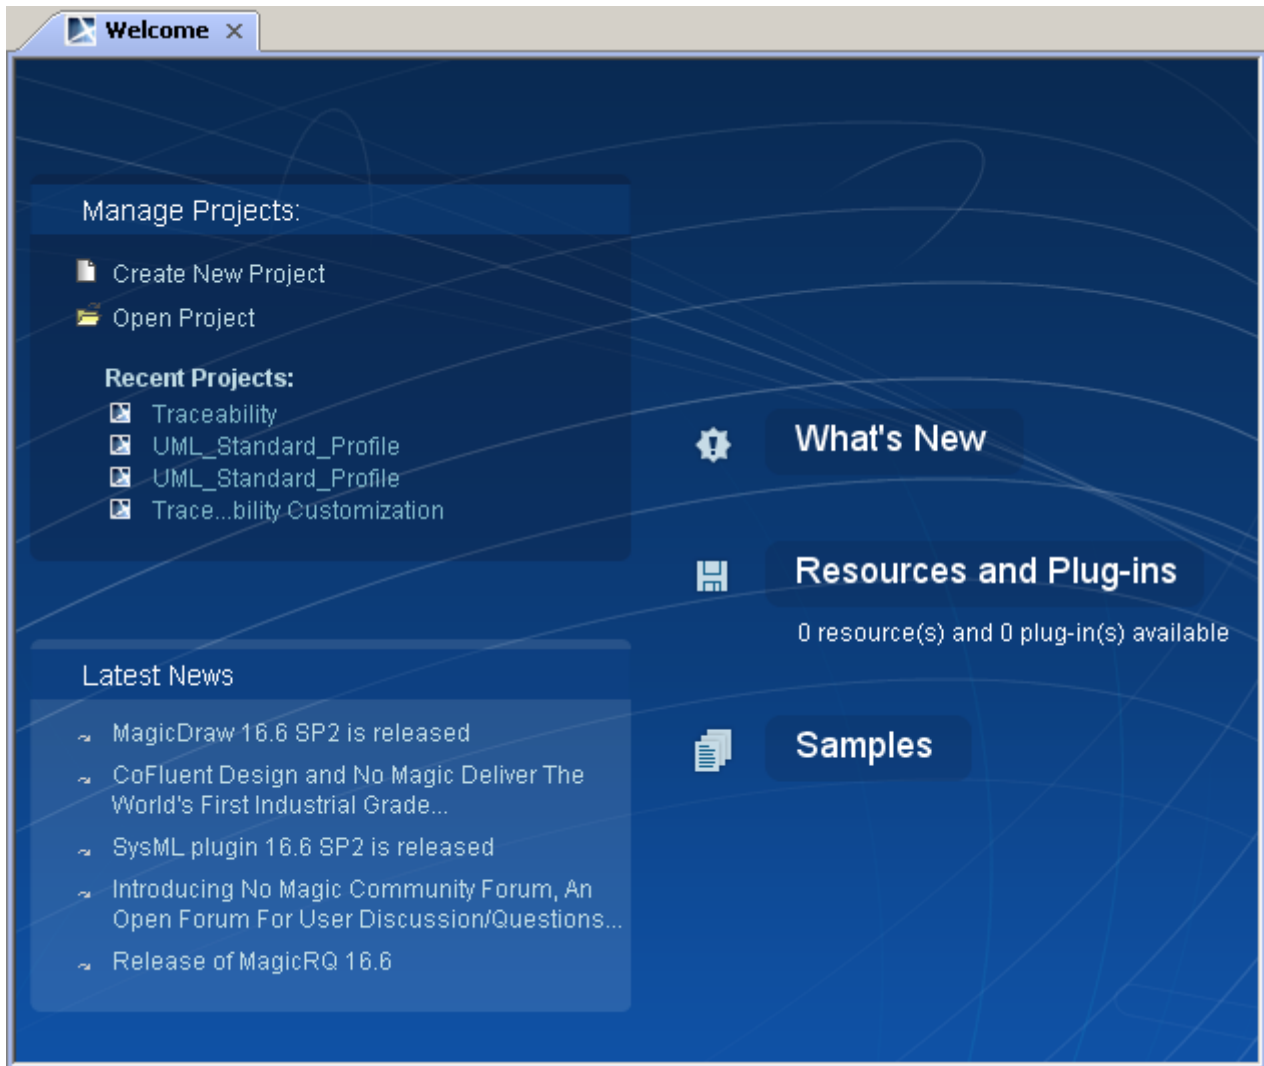 Welcome
Manage Projects:
Create New Project
Open Project
Recent Projects:
Traceability
UML_Standard_Profile
UML_Standard_Profile
Trace...bility Customization
Latest News
MagicDraw 16.6 SP2 is released
CoFluent Design and No Magic Deliver The
World's First Industrial Grade...
SysML plugin 16.6 SP2 is released
Introducing No Magic Community Forum, An
Open Forum For User Discussion/Questions...
Release of MagicRQ 16.6
What's New
Resources and Plug-ins
0 resource(s) and 0 plug-in(s) available
Samples